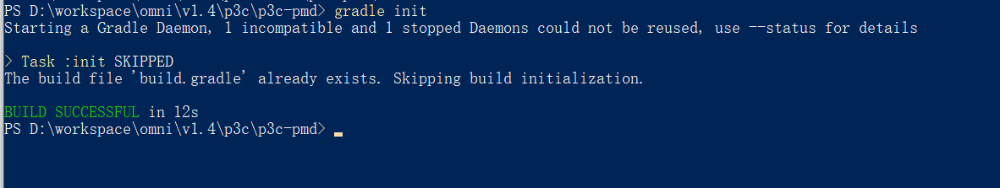 PS D:\workspace\omni\v1.4\p3c\p3c-pmd> gradle init
Starting a Gradle Daemon, 1 incompatible and 1 stopped Daemons could not be reused, use --status for details
> Task :init SKIPPED
The build file 'build.gradle' already exists. Skipping build initialization.
BUILD SUCCESSFUL in 12s
PS D:\workspace\omni\v1.4\p3c\p3c-pmd>